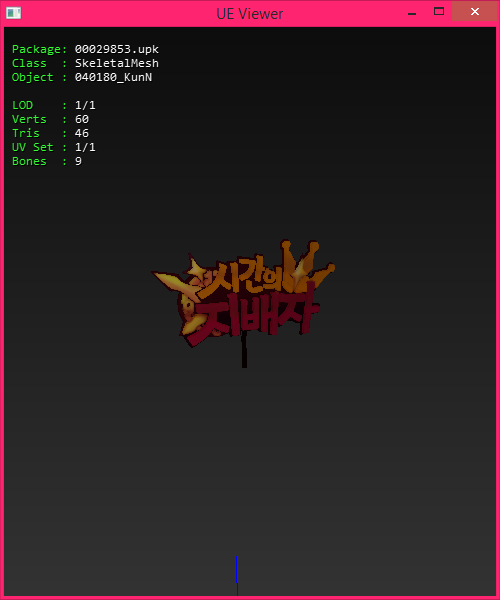 UE Viewer
Package: 00029853.upk
Class : SkeletalMesh
Object : 040180_KunN
LOD : 1/1
Verts : 60
Tris : 46
UV Set : 1/1
Bones : 9
시간의
지배자